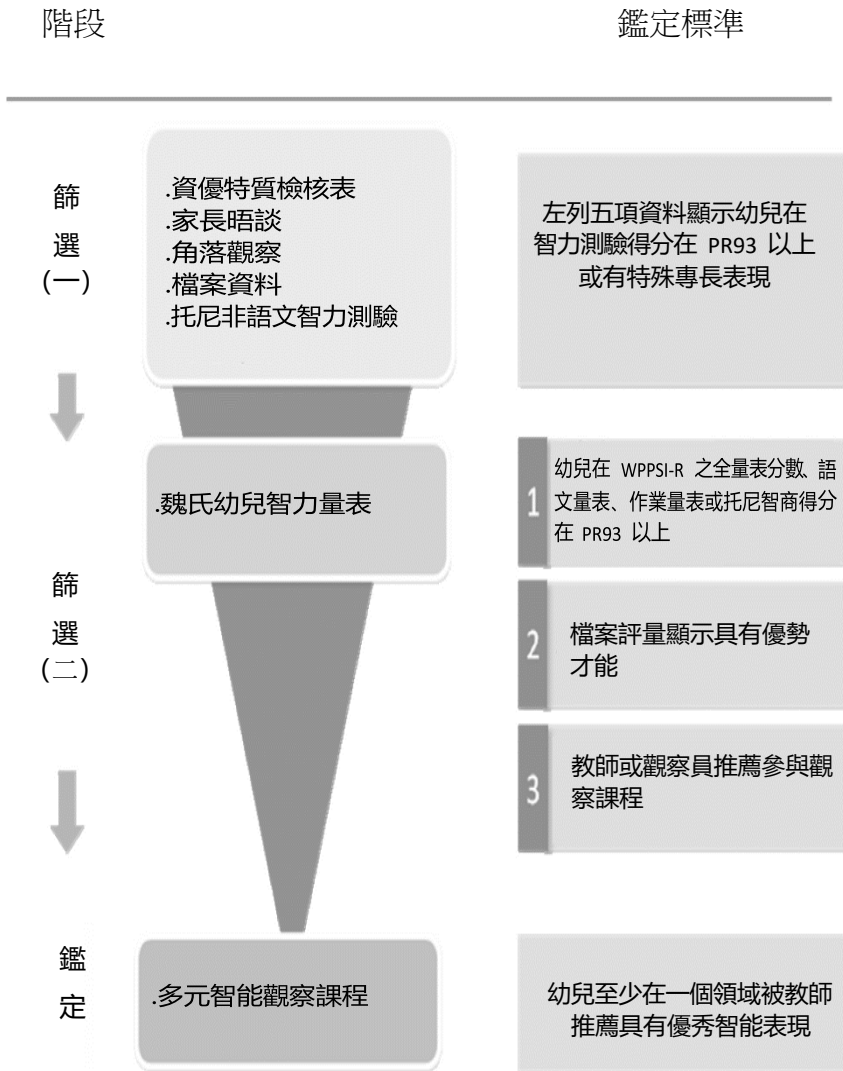 階段
鑑定標準
篩
選
(一)
.資優特質檢核表
.家長晤談
.角落觀察
.檔案資料
.托尼非語文智力測驗
左列五項資料顯示幼兒在
智力測驗得分在 PR93 以上
或有特殊專長表現
篩
選
(二)
.魏氏幼兒智力量表
1
幼兒在 WPPSI-R 之全量表分數、語
文量表、作業量表或托尼智商得分
在 PR93 以上
2
檔案評量顯示具有優勢
才能
3
教師或觀察員推薦參與觀
察課程
鑑
定
.多元智能觀察課程
幼兒至少在一個領域被教師
推薦具有優秀智能表現